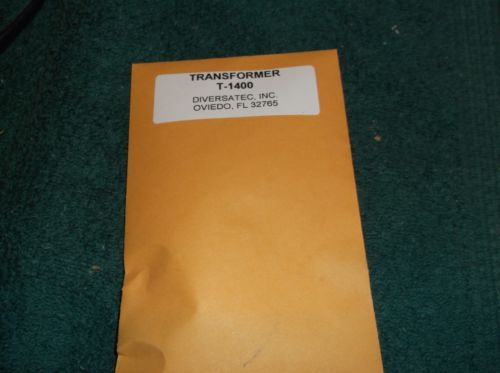 TRANSFORMER
T-1400
DIVERSATEC, INC.
OVIEDO, FL 32765